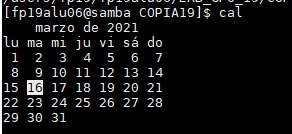 [fp19alu06@samba COPIA19]$ cal
marzo de 2021
lu ma mi ju vi sá do
1 2 3 4 5 6 7
8 9 10 11 12 13 14
15 16 17 18 19 20 21
22 23 24 25 26 27 28
29 30 31